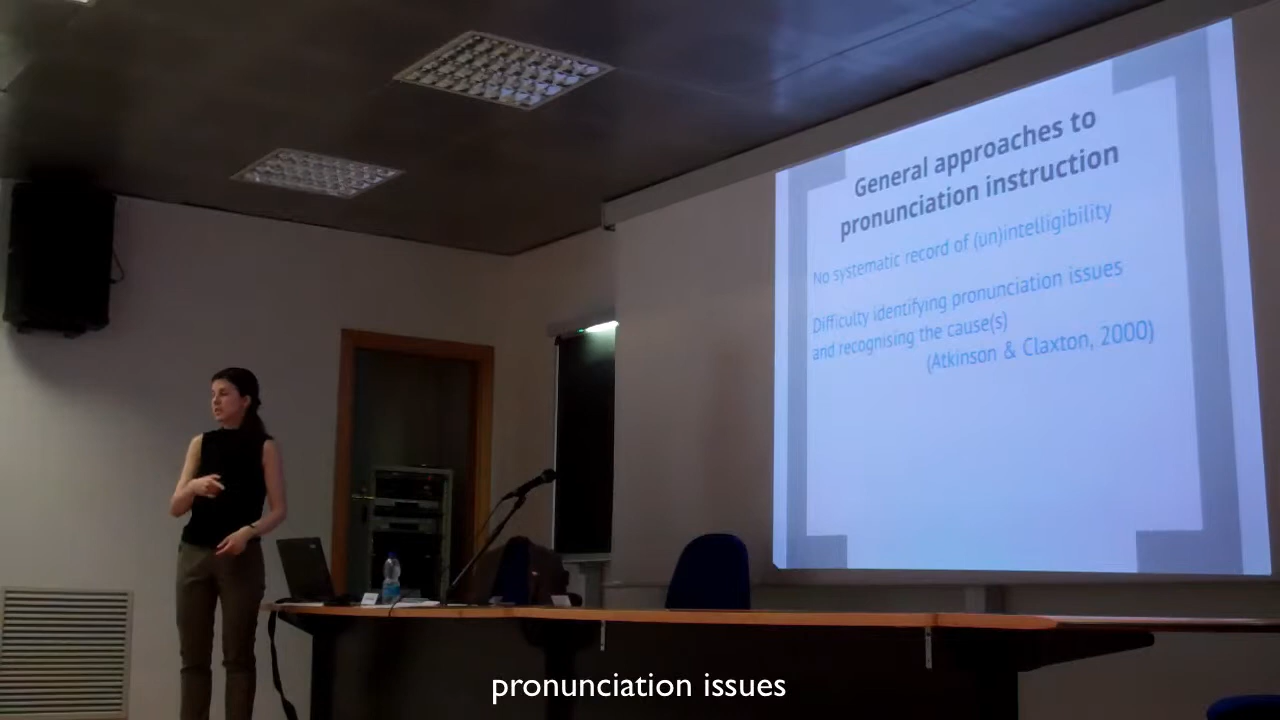 General approaches to
pronunciation instruction
No systematic record of (un)intelligibility
Difficulty identifying pronunciation issues
and recognising the cause(s)
(Atkinson & Claxton, 2000)
pronunciation issues